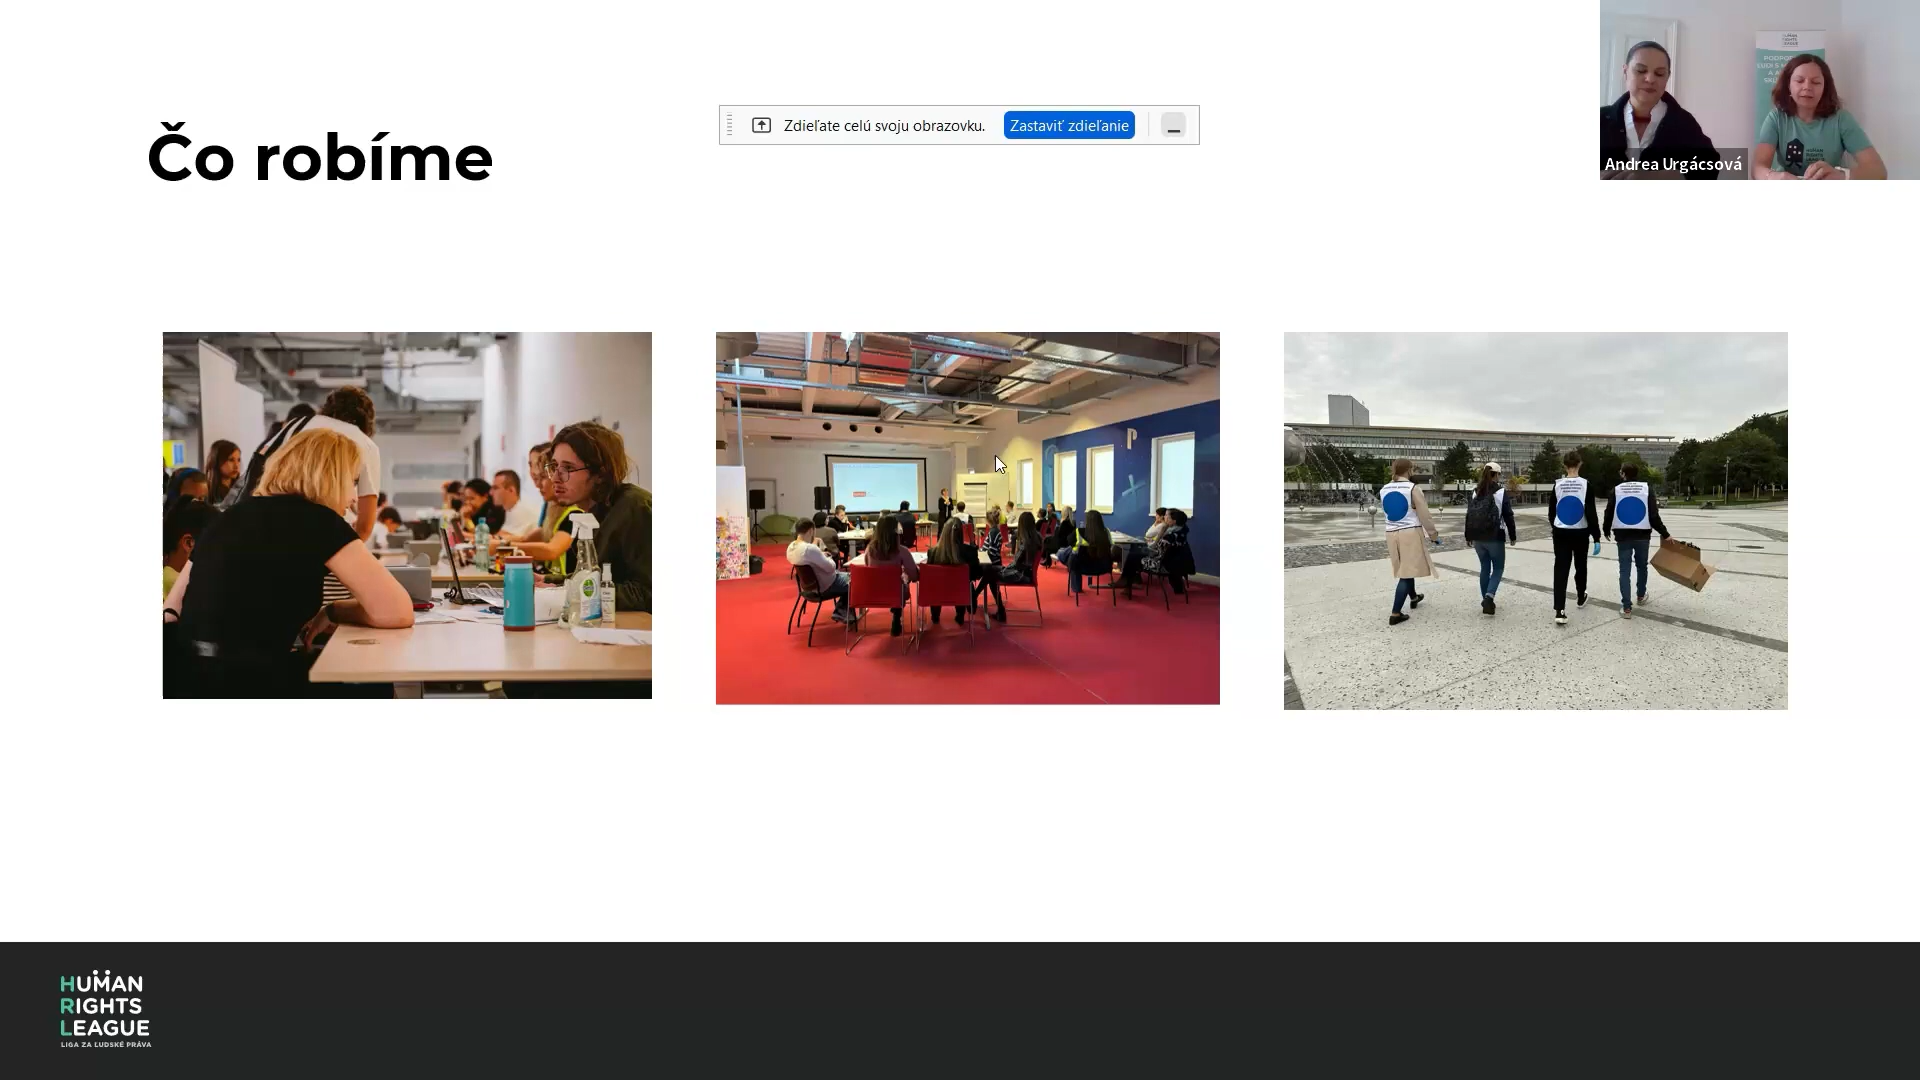 Čo robíme
Zdieľate celú svoju obrazovku.
Zastaviť zdieľanie
Andrea Urgácsová
HUMAN
RIGHTS
LEAGUE
LIGA ZA ĽUDSKÉ PRÁVA